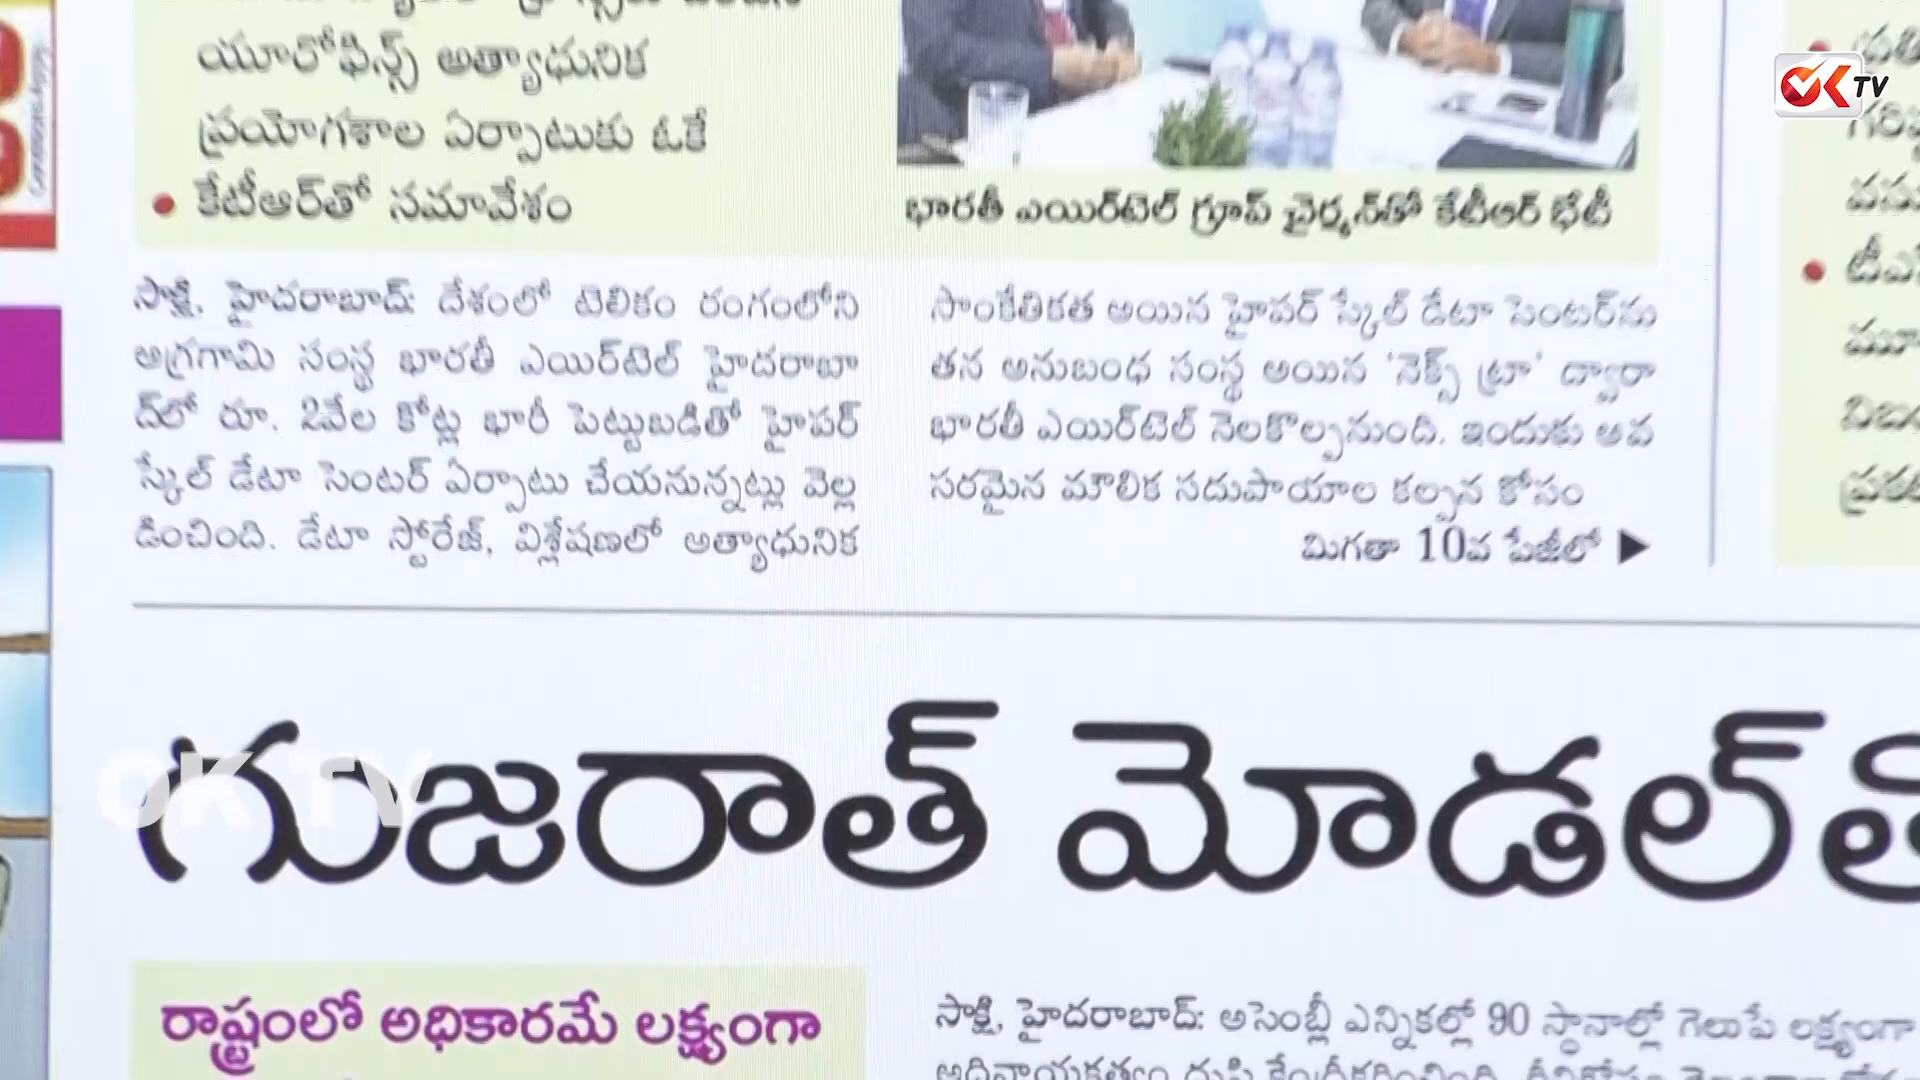 యూరోఫిన్స్ అత్యాధునిక
ప్రయోగశాల ఏర్పాటుకు ఓకే
కేటీఆర్‌తో సమావేశం
భారతీ ఎయిర్‌టెల్ గ్రూప్ చైర్మన్‌తో కేటీఆర్ భేటీ
సాక్షి, హైదరాబాద్: దేశంలో టెలికం రంగంలోని
అగ్రగామి సంస్థ భారతీ ఎయిర్‌టెల్ హైదరాబా
ద్‌లో రూ. 2వేల కోట్ల భారీ పెట్టుబడితో హైపర్
స్కేల్ డేటా సెంటర్ ఏర్పాటు చేయనున్నట్లు వెల్ల
డించింది. డేటా స్టోరేజ్, విశ్లేషణలో అత్యాధునిక
సాంకేతికత అయిన హైపర్ స్కేల్ డేటా సెంటర్‌ను
తన అనుబంధ సంస్థ అయిన ‘నెక్స్ ట్రా’ ద్వారా
భారతీ ఎయిర్‌టెల్ నెలకొల్పనుంది. ఇందుకు అవ
సరమైన మౌలిక సదుపాయాల కల్పన కోసం
మిగతా 10వ పేజీలో
OK TV
OK TV
గుజరాత్ మోడల్‌
రాష్ట్రంలో అధికారమే లక్ష్యంగా
సాక్షి, హైదరాబాద్: అసెంబ్లీ ఎన్నికల్లో 90 స్థానాల్లో గెలుపే లక్ష్యంగా